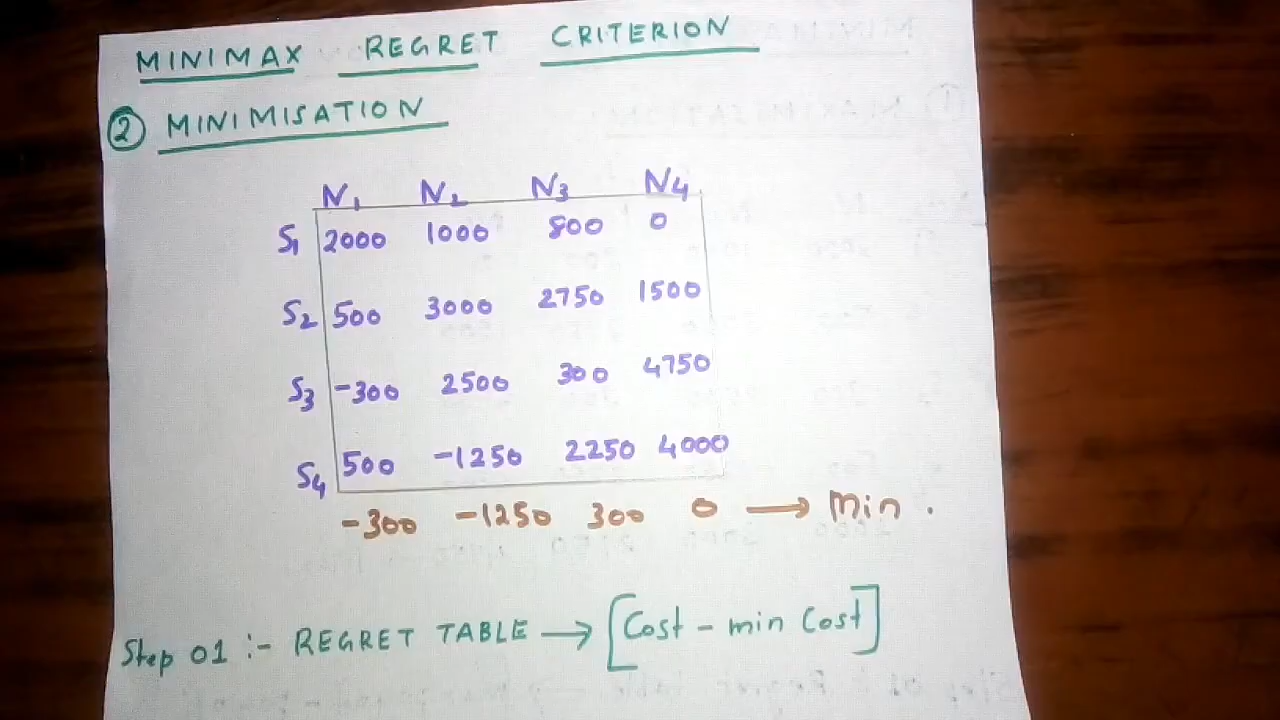 MINIMAX REGRET CRITERION
② MINIMISATION
N1 N2 N3 N4
S1 2000 1000 800 0
S2 500 3000 2750 1500
S3 -300 2500 300 4750
S4 500 -1250 2250 4000
-300 -1250 300 0 → Min.
Step 01 :- REGRET TABLE → [Cost - min Cost]